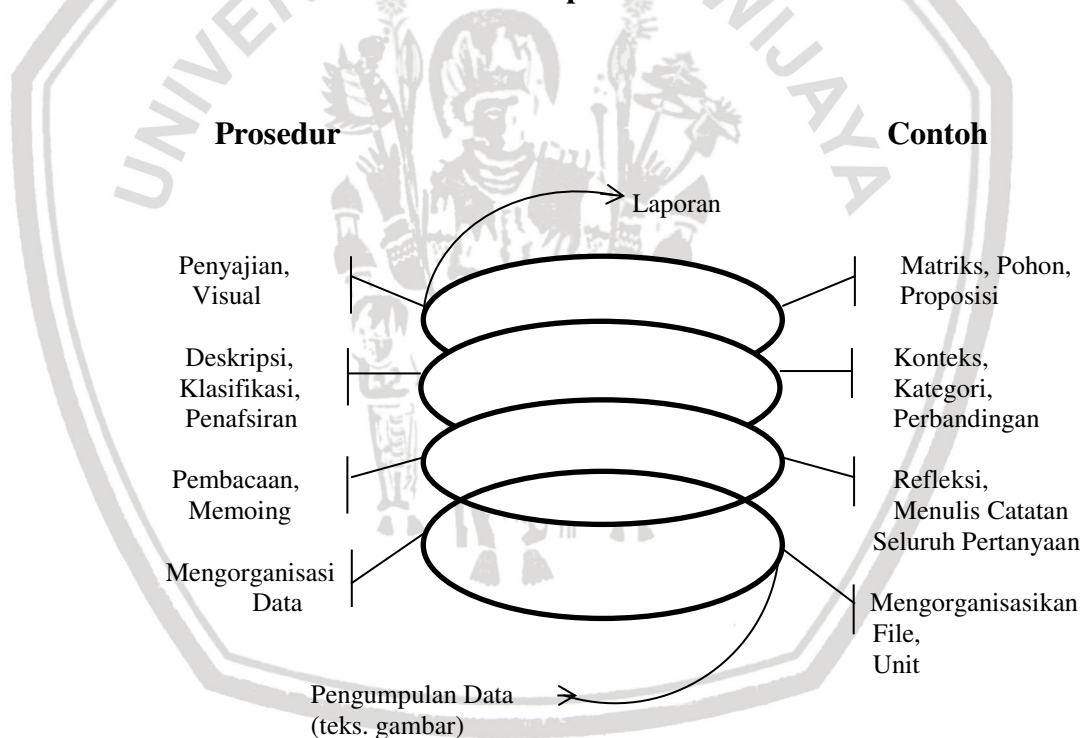 Prosedur
Contoh
Laporan
Penyajian,
Visual
Matriks, Pohon,
Proposisi
Deskripsi,
Klasifikasi,
Penafsiran
Konteks,
Kategori,
Perbandingan
Pembacaan,
Memoing
Refleksi,
Menulis Catatan
Seluruh Pertanyaan
Mengorganisasi
Data
Mengorganisasikan
File,
Unit
Pengumpulan Data
(teks. gambar)